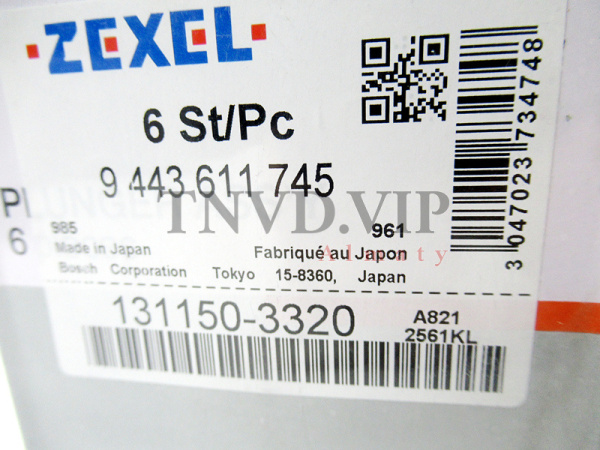 ZEXEL
6 St/Pc
9 443 611 745
TNVD.VIP
Almaty
985
961
Made in Japan
Fabriqué au Japon
Bosch Corporation Tokyo 15-8360, Japan
131150-3320
A821
2561KL
3 047023 734748
6